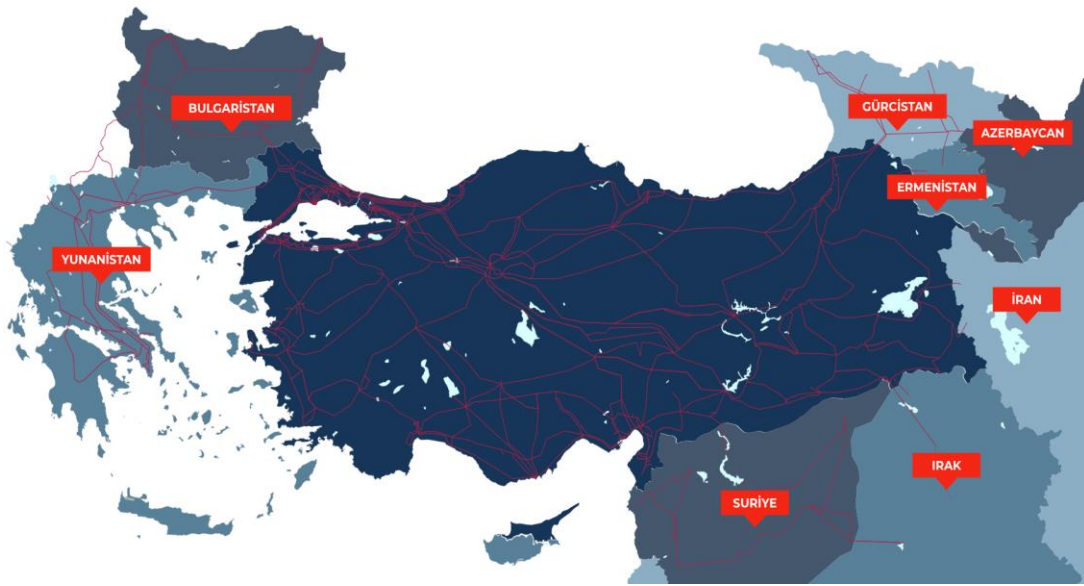 BULGARİSTAN
GÜRCİSTAN
AZERBAYCAN
ERMENİSTAN
YUNANİSTAN
İRAN
IRAK
SURİYE